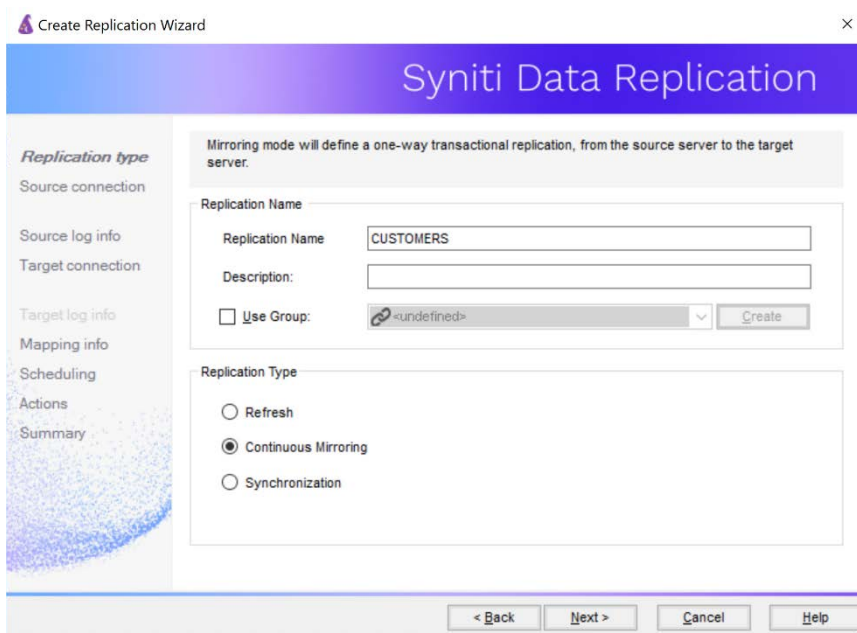 Create Replication Wizard
Syniti Data Replication
Replication type
Source connection
Source log info
Target connection
Target log info
Mapping info
Scheduling
Actions
Summary
Mirroring mode will define a one-way transactional replication, from the source server to the target
server.
Replication Name
Replication Name CUSTOMERS
Description:
Use Group: <undefined> Create
Replication Type
Refresh
Continuous Mirroring
Synchronization
< Back Next > Cancel Help